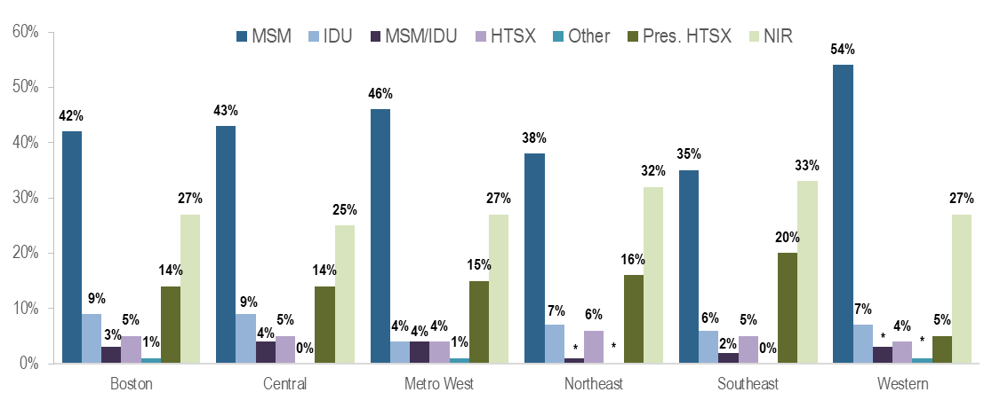 MSM IDU MSM/IDU HTSX Other Pres. HTSX NIR
60%
50%
40%
30%
20%
10%
0%
42% 9% 3% 5% 1% 14% 27%
43% 9% 4% 5% 0% 14% 25%
46% 4% 4% 4% 1% 15% 27%
38% 7% * 6% * 16% 32%
35% 6% 2% 5% 0% 20% 33%
54% 7% * 4% * 5% 27%
Boston Central Metro West Northeast Southeast Western